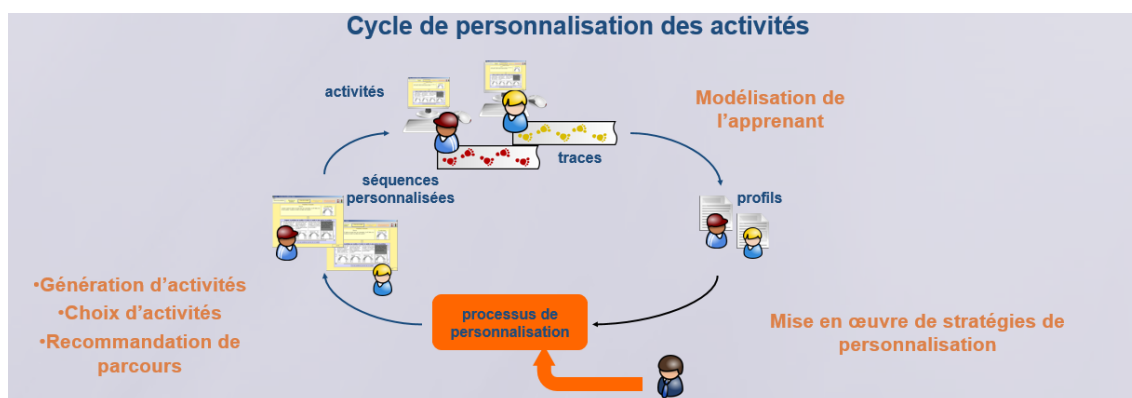 Cycle de personnalisation des activités
activités
Modélisation de
l'apprenant
traces
séquences
personnalisées
profils
•Génération d'activités
•Choix d'activités
•Recommandation de
parcours
processus de
personnalisation
Mise en œuvre de stratégies de
personnalisation